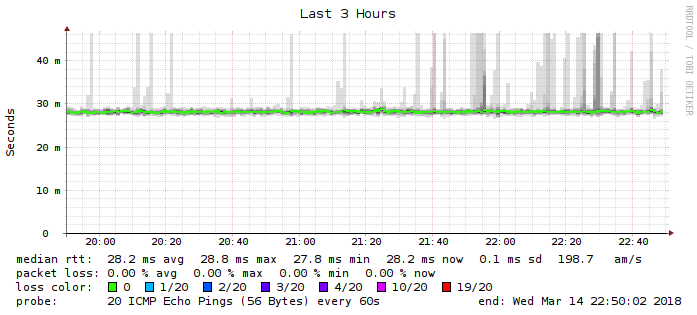 Last 3 Hours
RRDTOOL / TOBI OETIKER
Seconds
40 m
30 m
20 m
10 m
0
20:00 20:20 20:40 21:00 21:20 21:40 22:00 22:20 22:40
median rtt: 28.2 ms avg 28.8 ms max 27.8 ms min 28.2 ms now 0.1 ms sd 198.7 am/s
packet loss: 0.00 % avg 0.00 % max 0.00 % min 0.00 % now
loss color: 0 1/20 2/20 3/20 4/20 10/20 19/20
probe: 20 ICMP Echo Pings (56 Bytes) every 60s end: Wed Mar 14 22:50:02 2018